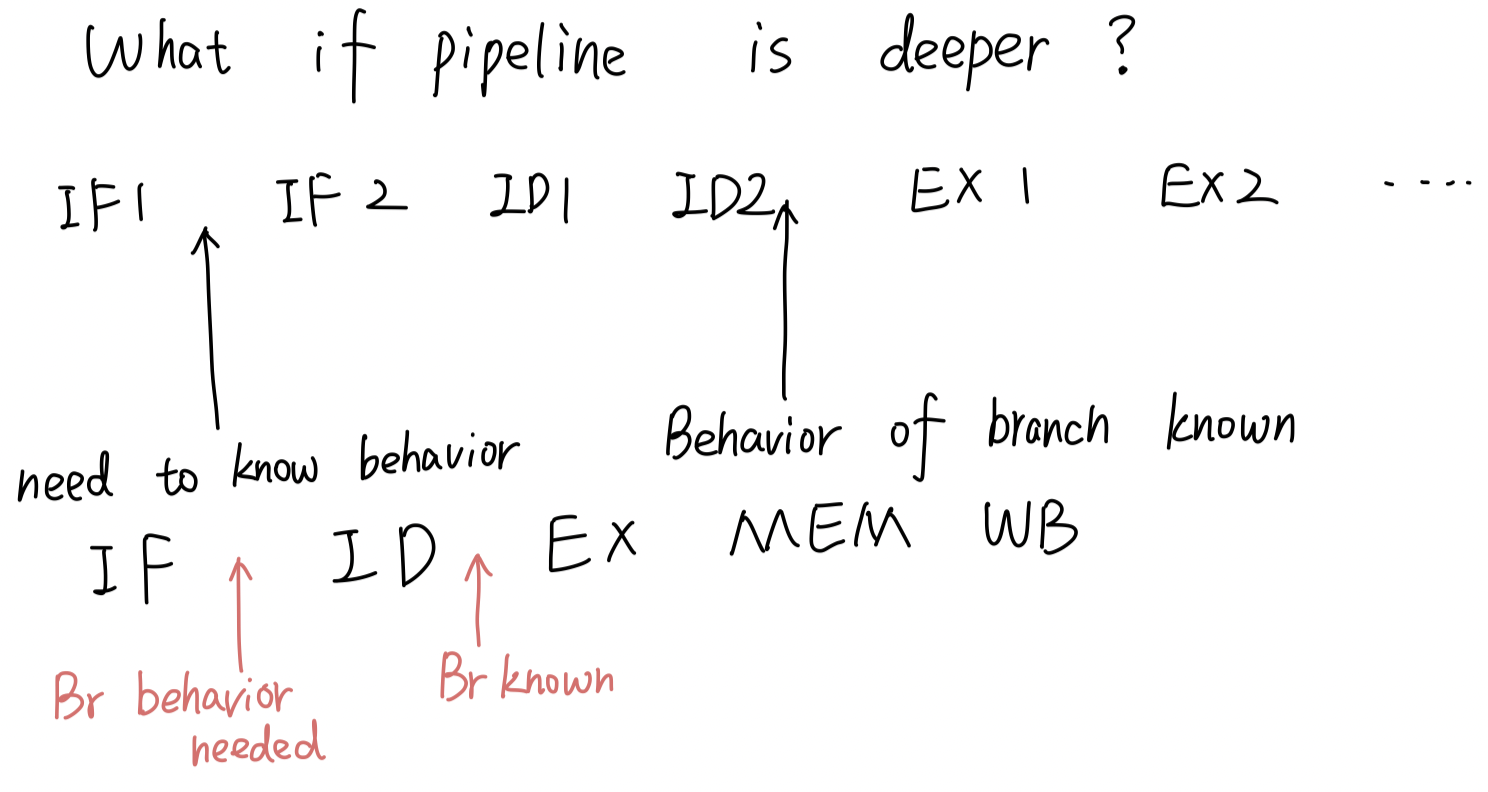 What if pipeline is deeper ?
IF1 IF2 ID1 ID2 EX1 EX2 .....
need to know behavior
Behavior of branch known
IF ID EX MEM WB
Br behavior
needed
Br known